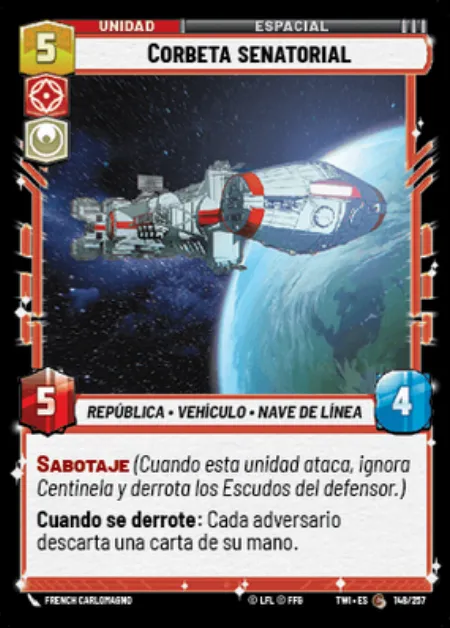 UNIDAD
ESPACIAL
5
CORBETA SENATORIAL
5
REPÚBLICA • VEHÍCULO • NAVE DE LÍNEA
4
SABOTAJE (Cuando esta unidad ataca, ignora
Centinela y derrota los Escudos del defensor.)
Cuando se derrote: Cada adversario
descarta una carta de su mano.
FRENCH CARLOMAGNO
© LFL © FFG
TWI • ES
C
148/257